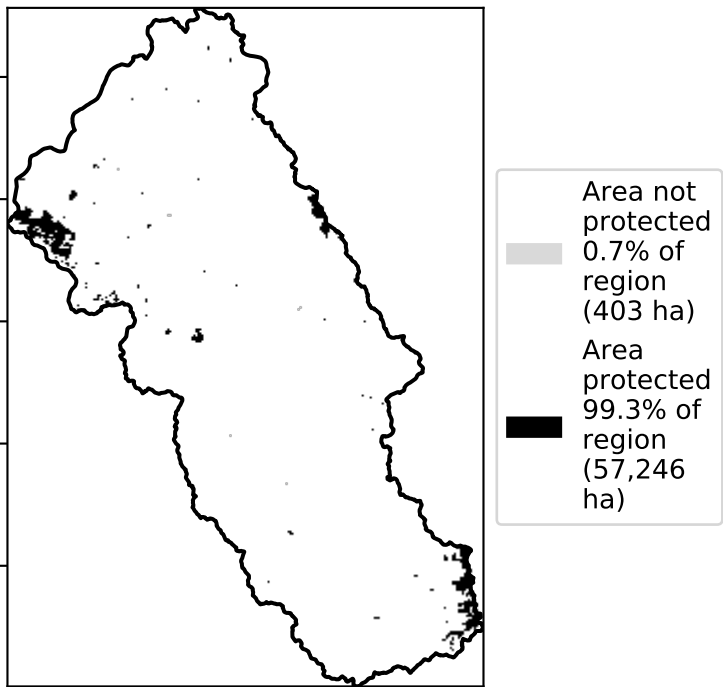 Area not
protected
0.7% of
region
(403 ha)
Area
protected
99.3% of
region
(57,246
ha)